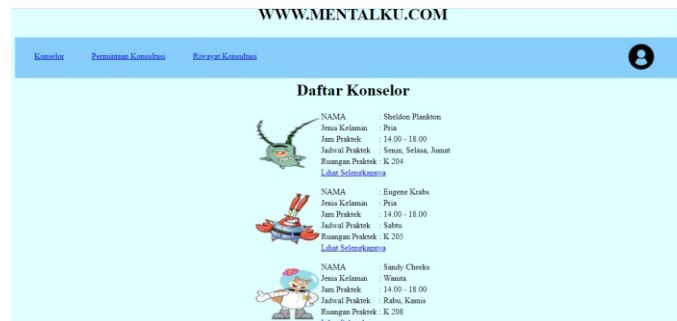 WWW.MENTALKU.COM
Konselor Permintaan Konsultasi Riwayat Konsultasi
Daftar Konselor
NAMA : Sheldon Plankton
Jenis Kelamin : Pria
Jam Praktek : 14.00 - 18.00
Jadwal Praktek : Senin, Selasa, Jumat
Ruangan Praktek : K 204
Lihat Selengkapnya
NAMA : Eugene Krabs
Jenis Kelamin : Pria
Jam Praktek : 14.00 - 18.00
Jadwal Praktek : Sabtu
Ruangan Praktek : K 205
Lihat Selengkapnya
NAMA : Sandy Cheeks
Jenis Kelamin : Wanita
Jam Praktek : 14.00 - 18.00
Jadwal Praktek : Rabu, Kamis
Ruangan Praktek : K 208